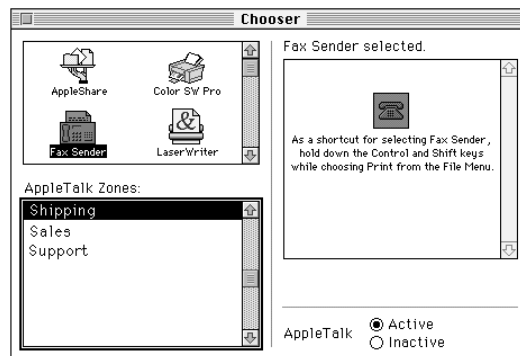 Chooser
AppleShare
Color SW Pro
Fax Sender
LaserWriter
AppleTalk Zones:
Shipping
Sales
Support
Fax Sender selected.
As a shortcut for selecting Fax Sender,
hold down the Control and Shift keys
while choosing Print from the File Menu.
AppleTalk
Active
Inactive